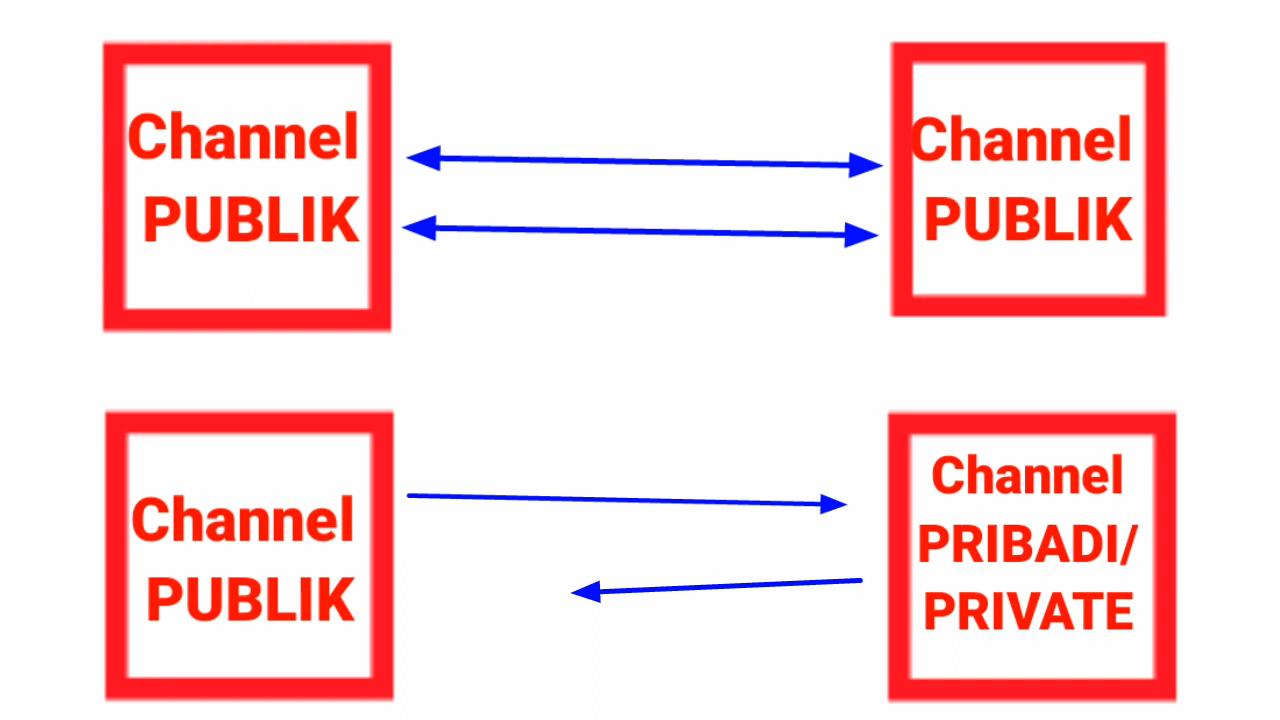 Channel
PUBLIK
Channel
PUBLIK
Channel
PUBLIK
Channel
PRIBADI/
PRIVATE